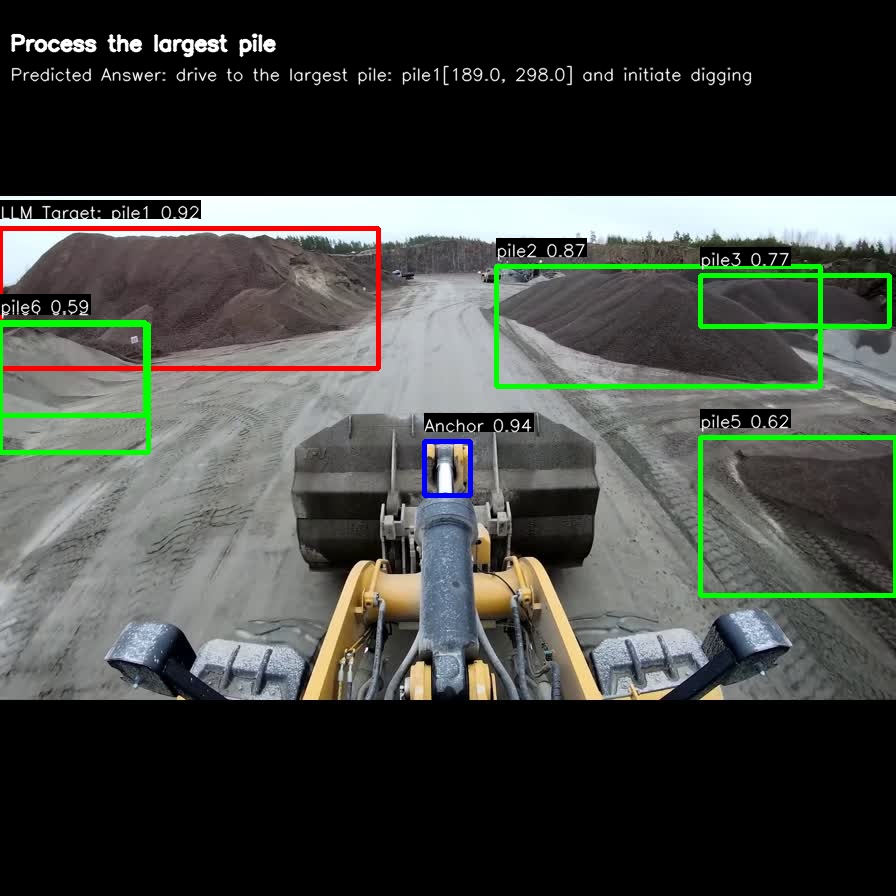 Process the largest pile
Predicted Answer: drive to the largest pile: pile1[189.0, 298.0] and initiate digging
LLM Target: pile1 0.92
pile2 0.87
pile3 0.77
pile6 0.59
pile5 0.62
Anchor 0.94